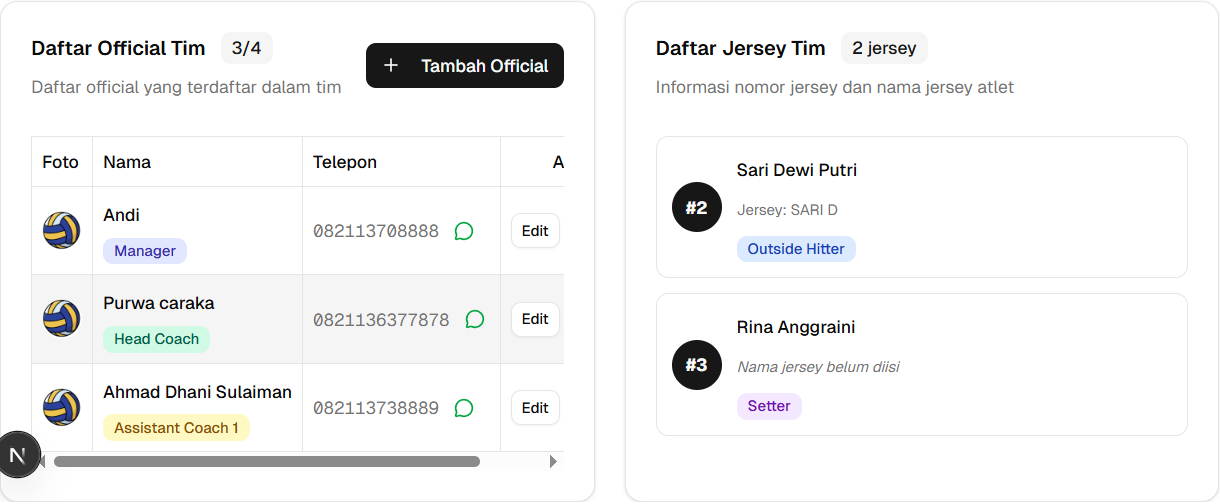 Daftar Official Tim 3/4
+ Tambah Official
Daftar official yang terdaftar dalam tim
Foto Nama Telepon A
Andi
Manager
082113708888
Edit
Purwa caraka
Head Coach
0821136377878
Edit
Ahmad Dhani Sulaiman
Assistant Coach 1
082113738889
Edit
N
Daftar Jersey Tim 2 jersey
Informasi nomor jersey dan nama jersey atlet
#2
Sari Dewi Putri
Jersey: SARI D
Outside Hitter
#3
Rina Anggraini
Nama jersey belum diisi
Setter